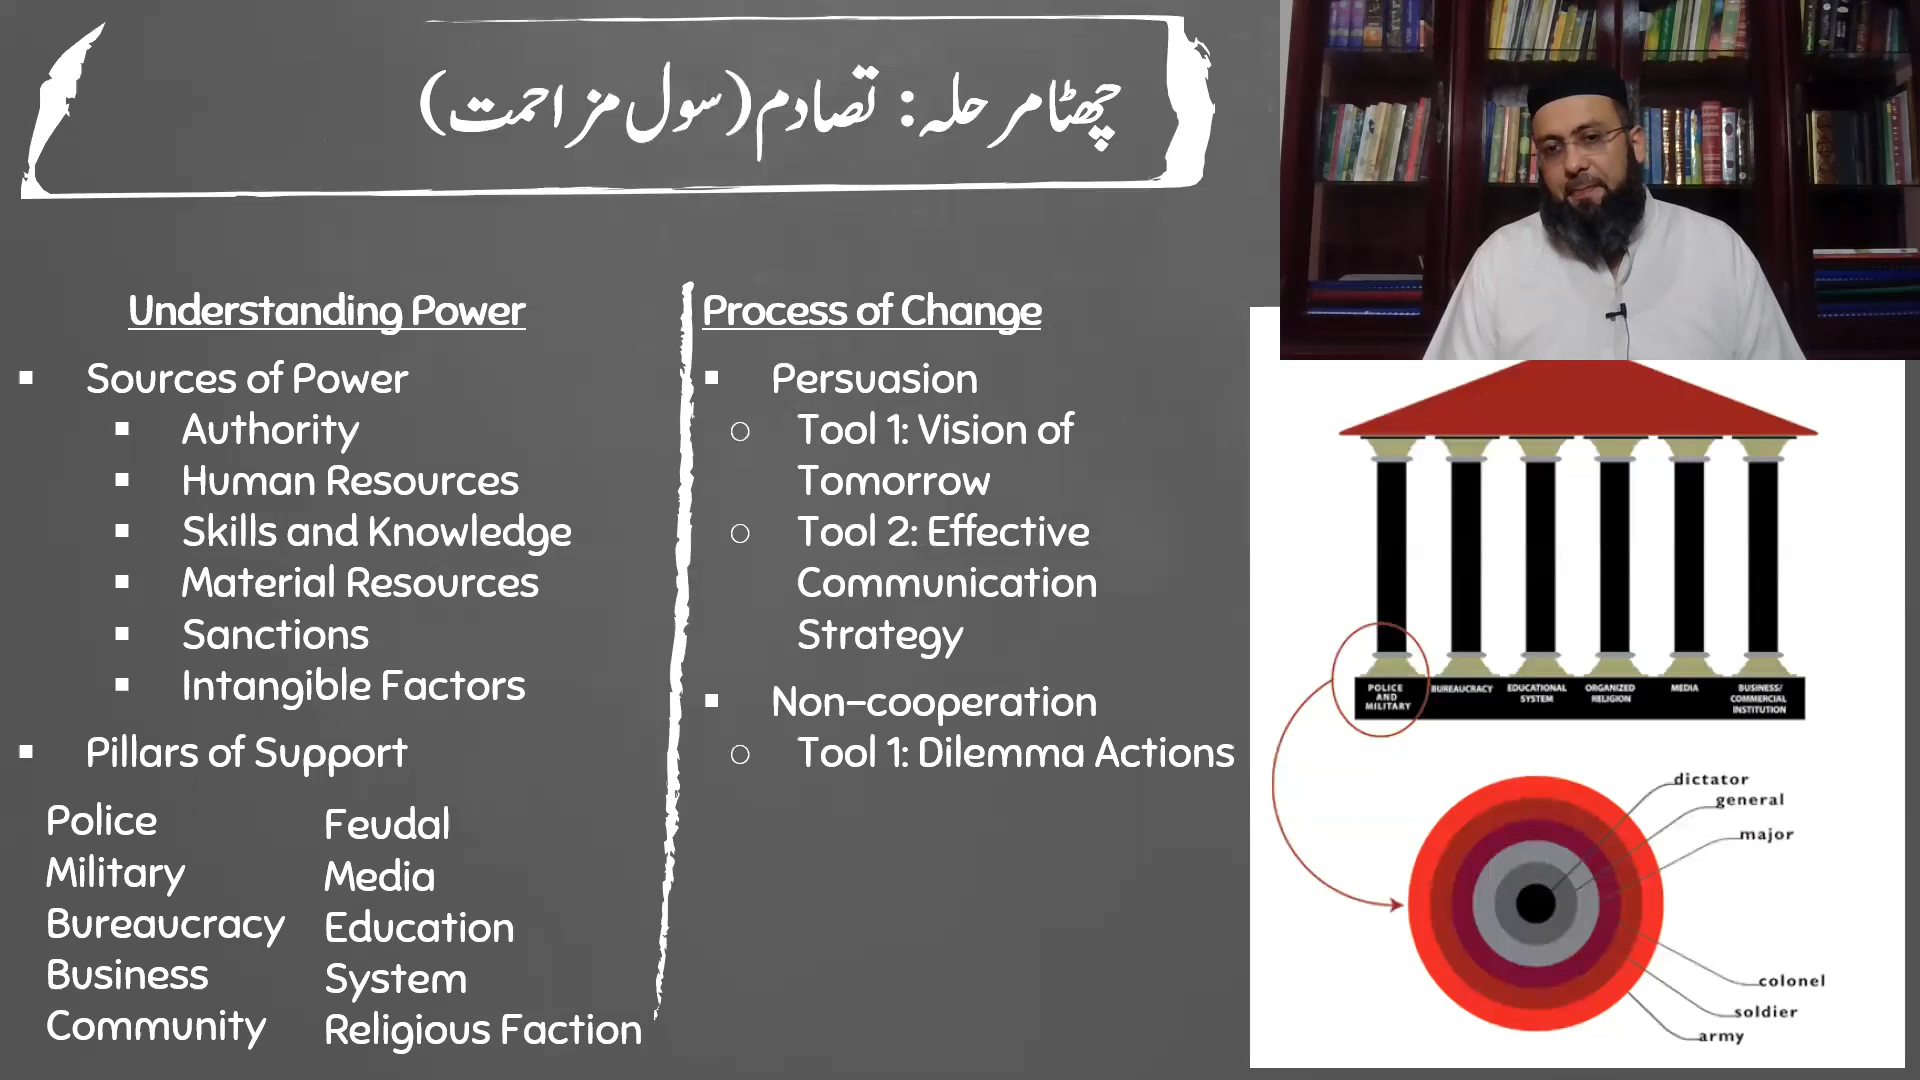 چھٹا مرحلہ: تصادم (سول مزاحمت)
Understanding Power
Sources of Power
Authority
Human Resources
Skills and Knowledge
Material Resources
Sanctions
Intangible Factors
Pillars of Support
Police
Military
Bureaucracy
Business
Community
Feudal
Media
Education
System
Religious Faction
Process of Change
Persuasion
Tool 1: Vision of
Tomorrow
Tool 2: Effective
Communication
Strategy
Non-cooperation
Tool 1: Dilemma Actions
POLICE
AND
MILITARY
BUREAUCRACY
EDUCATIONAL
SYSTEM
ORGANIZED
RELIGION
MEDIA
BUSINESS/
COMMERCIAL
INSTITUTION
dictator
general
major
colonel
soldier
army